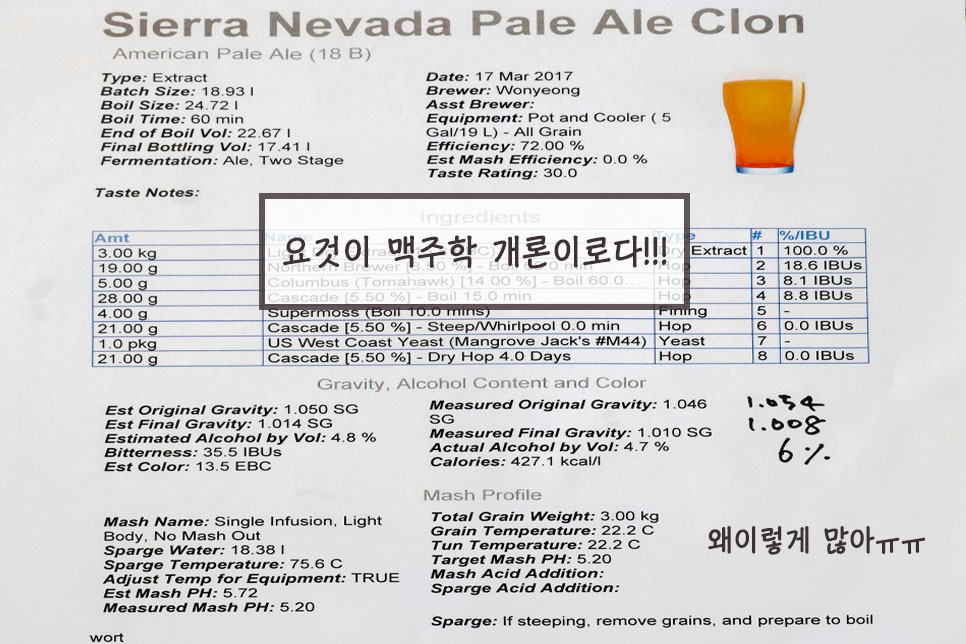 Sierra Nevada Pale Ale Clon
American Pale Ale (18 B)
Type: Extract
Batch Size: 18.93 l
Boil Size: 24.72 l
Boil Time: 60 min
End of Boil Vol: 22.67 l
Final Bottling Vol: 17.41 l
Fermentation: Ale, Two Stage
Date: 17 Mar 2017
Brewer: Wonyeong
Asst Brewer:
Equipment: Pot and Cooler ( 5
Gal/19 L) - All Grain
Efficiency: 72.00 %
Est Mash Efficiency: 0.0 %
Taste Rating: 30.0
Taste Notes:
Ingredients
요것이 맥주학 개론이로다!!!
Amt Name Type # %/IBU
3.00 kg Extract 1 100.0 %
19.00 g Northern Brewer Hop 2 18.6 IBUs
5.00 g Columbus (Tomahawk) [14.00 %] - Boil 60.0... Hop 3 8.1 IBUs
28.00 g Cascade [5.50 %] - Boil 15.0 min Hop 4 8.8 IBUs
4.00 g Supermoss (Boil 10.0 mins) Fining 5 -
21.00 g Cascade [5.50 %] - Steep/Whirlpool 0.0 min Hop 6 0.0 IBUs
1.0 pkg US West Coast Yeast (Mangrove Jack's #M44) Yeast 7 -
21.00 g Cascade [5.50 %] - Dry Hop 4.0 Days Hop 8 0.0 IBUs
Gravity, Alcohol Content and Color
Est Original Gravity: 1.050 SG
Est Final Gravity: 1.014 SG
Estimated Alcohol by Vol: 4.8 %
Bitterness: 35.5 IBUs
Est Color: 13.5 EBC
Measured Original Gravity: 1.046
SG
Measured Final Gravity: 1.010 SG
Actual Alcohol by Vol: 4.7 %
Calories: 427.1 kcal/l
1.054
1.008
6 %
Mash Profile
Mash Name: Single Infusion, Light
Body, No Mash Out
Sparge Water: 18.38 l
Sparge Temperature: 75.6 C
Adjust Temp for Equipment: TRUE
Est Mash PH: 5.72
Measured Mash PH: 5.20
Total Grain Weight: 3.00 kg
Grain Temperature: 22.2 C
Tun Temperature: 22.2 C
Target Mash PH: 5.20
Mash Acid Addition:
Sparge Acid Addition:
왜이렇게 많아ㅠㅠ
Sparge: If steeping, remove grains, and prepare to boil
wort